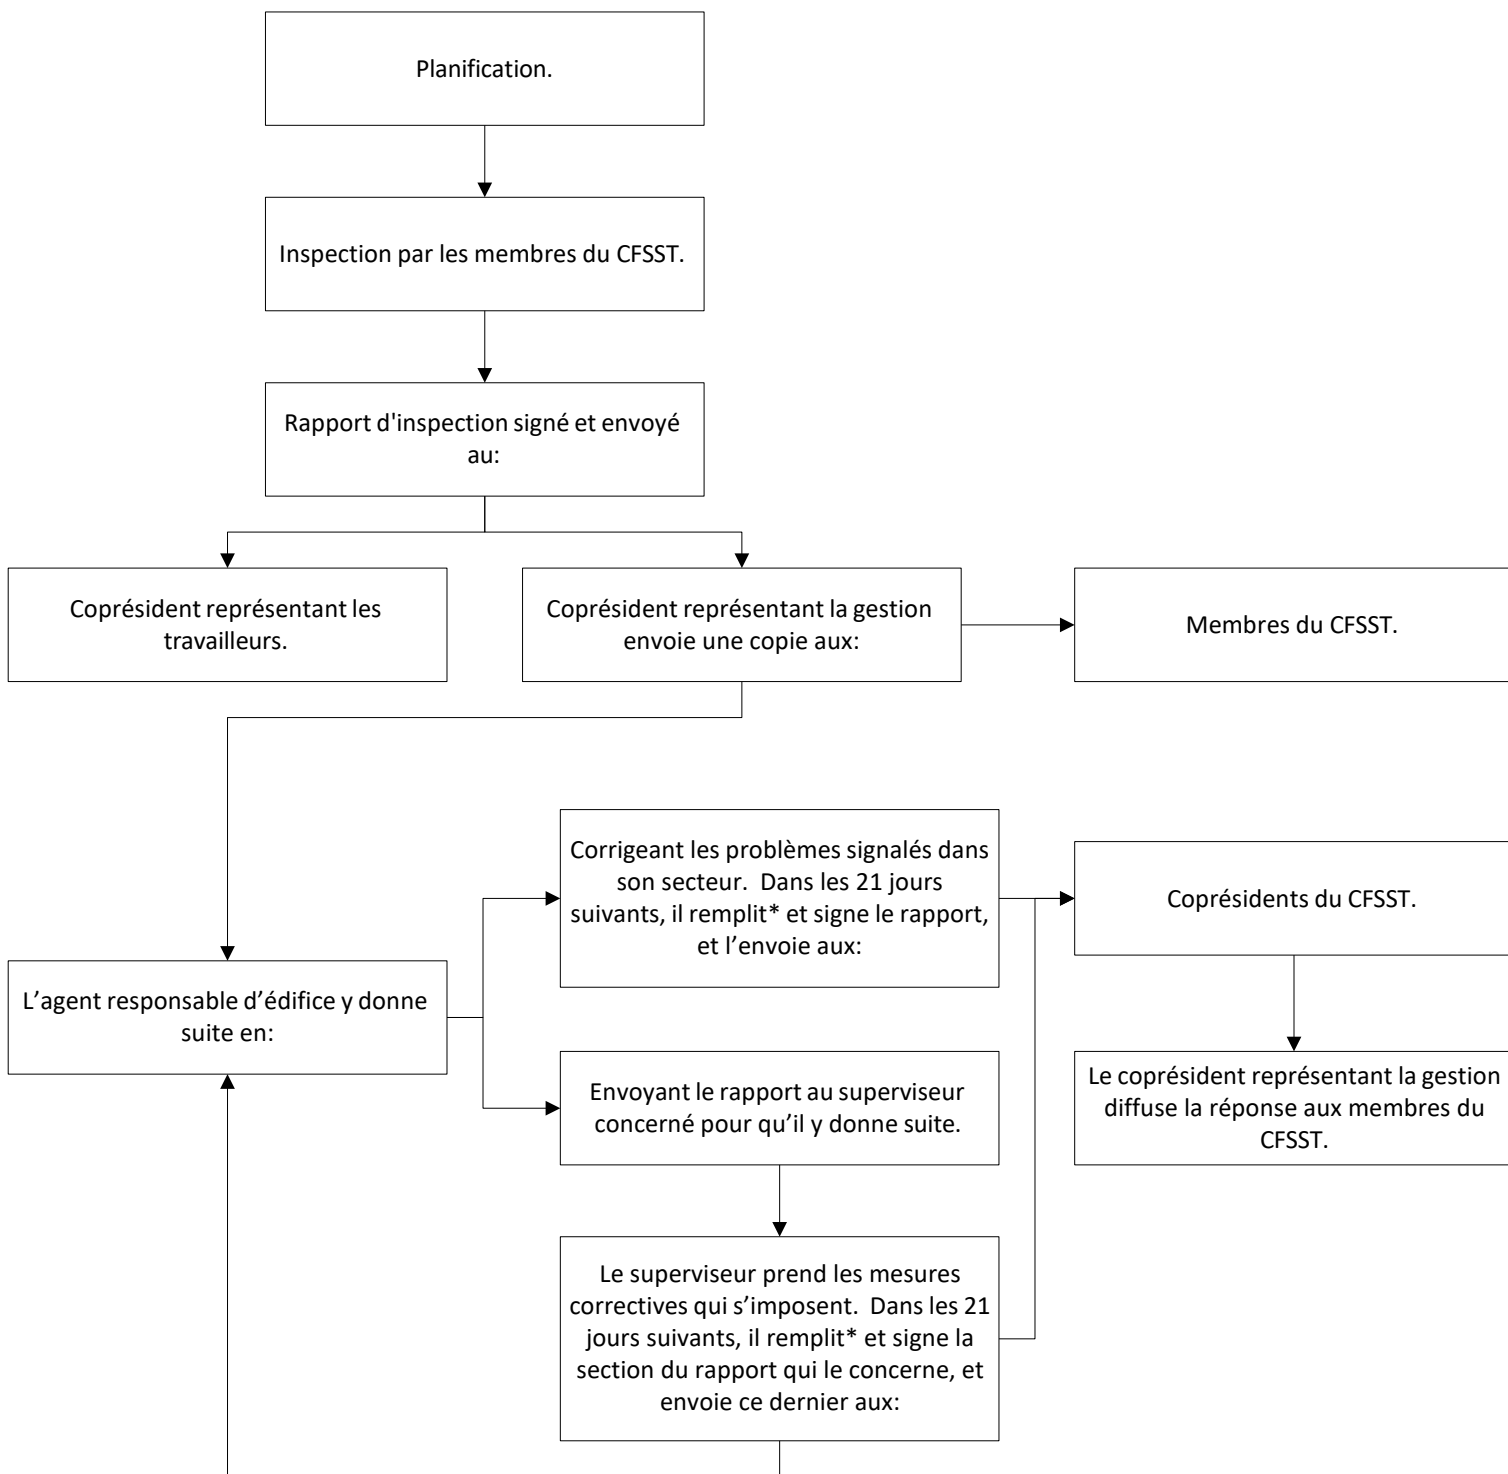 Planification.
Inspection par les membres du CFSST.
Rapport d'inspection signé et envoyé
au:
Coprésident représentant les
travailleurs.
Coprésident représentant la gestion
envoie une copie aux:
Membres du CFSST.
Corrigeant les problèmes signalés dans
son secteur.  Dans les 21 jours
suivants, il remplit* et signe le rapport,
et l’envoie aux:
Coprésidents du CFSST.
L’agent responsable d’édifice y donne
suite en:
Envoyant le rapport au superviseur
concerné pour qu’il y donne suite.
Le coprésident représentant la gestion
diffuse la réponse aux membres du
CFSST.
Le superviseur prend les mesures
correctives qui s’imposent.  Dans les 21
jours suivants, il remplit* et signe la
section du rapport qui le concerne, et
envoie ce dernier aux: